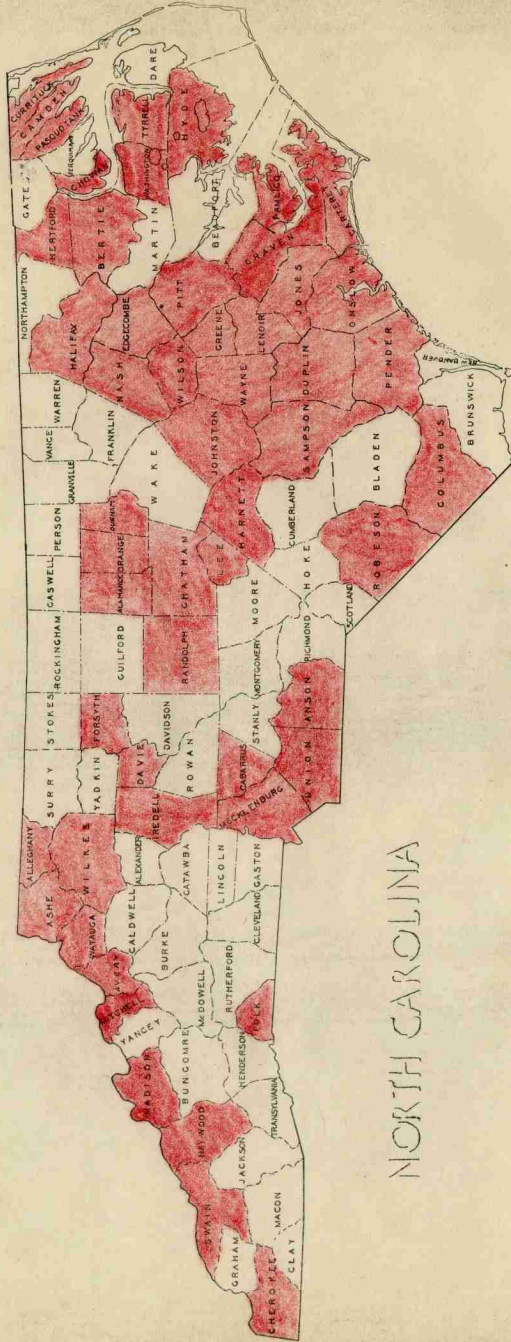 CURRITUCK
CAMDEN
PASQUOTANK
PERQUIMANS
CHOWAN
GATES
HERTFORD
BERTIE
NORTHAMPTON
HALIFAX
WARREN
VANCE
GRANVILLE
PERSON
CASWELL
ROCKINGHAM
STOKES
SURRY
ALLEGHANY
ASHE
WATAUGA
WILKES
YADKIN
FORSYTH
GUILFORD
ALAMANCE
ORANGE
DURHAM
FRANKLIN
NASH
EDGECOMBE
MARTIN
WASHINGTON
TYRRELL
DARE
HYDE
BEAUFORT
PITT
WILSON
WAKE
CHATHAM
RANDOLPH
DAVIDSON
DAVIE
IREDELL
ALEXANDER
CALDWELL
AVERY
MITCHELL
YANCEY
MADISON
BUNCOMBE
McDOWELL
BURKE
CATAWBA
ROWAN
JOHNSTON
WAYNE
GREENE
LENOIR
CRAVEN
PAMLICO
CARTERET
JONES
ONSLOW
DUPLIN
SAMPSON
HARNETT
LEE
MOORE
MONTGOMERY
STANLY
CABARRUS
MECKLENBURG
LINCOLN
GASTON
CLEVELAND
RUTHERFORD
POLK
HENDERSON
TRANSYLVANIA
HAYWOOD
JACKSON
SWAIN
GRAHAM
MACON
CLAY
CHEROKEE
UNION
ANSON
RICHMOND
SCOTLAND
HOKE
CUMBERLAND
ROBESON
BLADEN
COLUMBUS
BRUNSWICK
NEW HANOVER
PENDER
NORTH CAROLINA